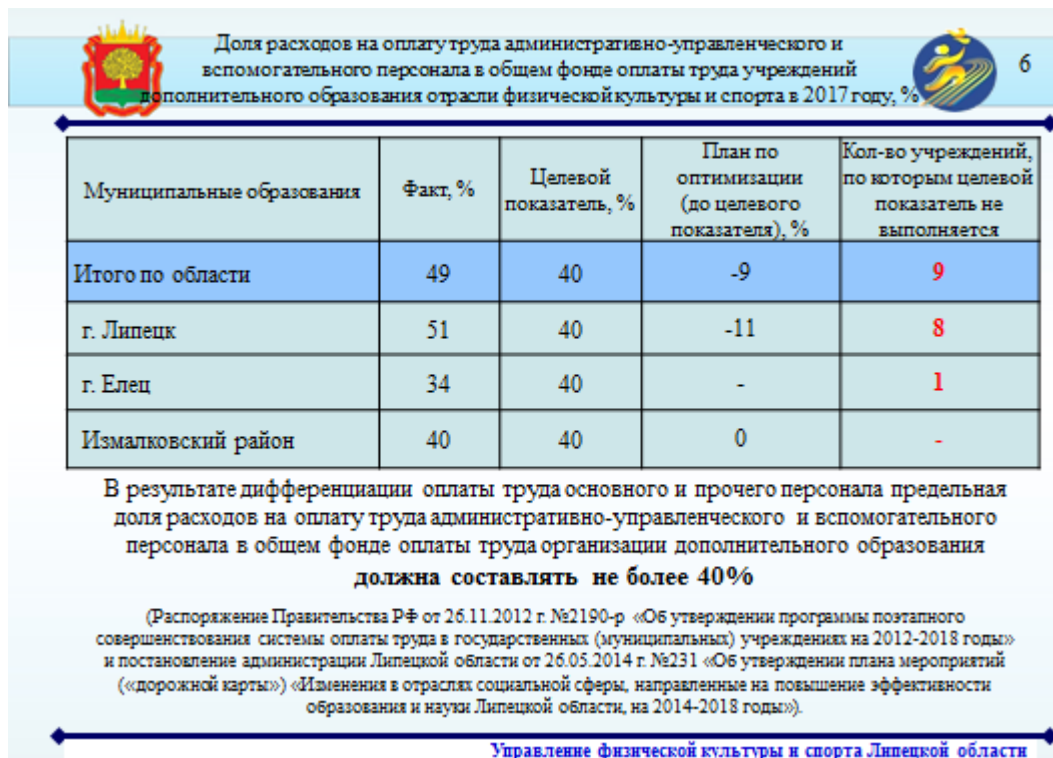 Доля расходов на оплату труда административно-управленческого и
вспомогательного персонала в общем фонде оплаты труда учреждений
дополнительного образования отрасли физической культуры и спорта в 2017 году, %
6
Муниципальные образования
Факт, %
Целевой
показатель, %
План по
оптимизации
(до целевого
показателя), %
Кол-во учреждений,
по которым целевой
показатель не
выполняется
Итого по области 49 40 -9 9
г. Липецк 51 40 -11 8
г. Елец 34 40 - 1
Измалковский район 40 40 0 -
В результате дифференциации оплаты труда основного и прочего персонала предельная
доля расходов на оплату труда административно-управленческого и вспомогательного
персонала в общем фонде оплаты труда организации дополнительного образования
должна составлять не более 40%
(Распоряжение Правительства РФ от 26.11.2012 г. №2190-р «Об утверждении программы поэтапного
совершенствования системы оплаты труда в государственных (муниципальных) учреждениях на 2012-2018 годы»
и постановление администрации Липецкой области от 26.05.2014 г. №231 «Об утверждении плана мероприятий
(«дорожной карты») «Изменения в отраслях социальной сферы, направленные на повышение эффективности
образования и науки Липецкой области, на 2014-2018 годы»).
Управление физической культуры и спорта Липецкой области